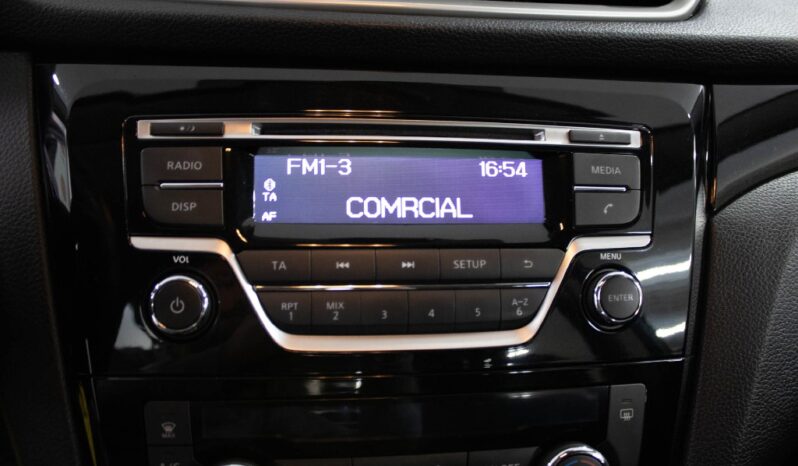 RADIO
DISP
FM1-3 16:54
TA
AF
COMRCIAL
MEDIA
VOL
MENU
TA
SETUP
RPT
1
MIX
2
3
4
5
A-Z
6
ENTER
MAX